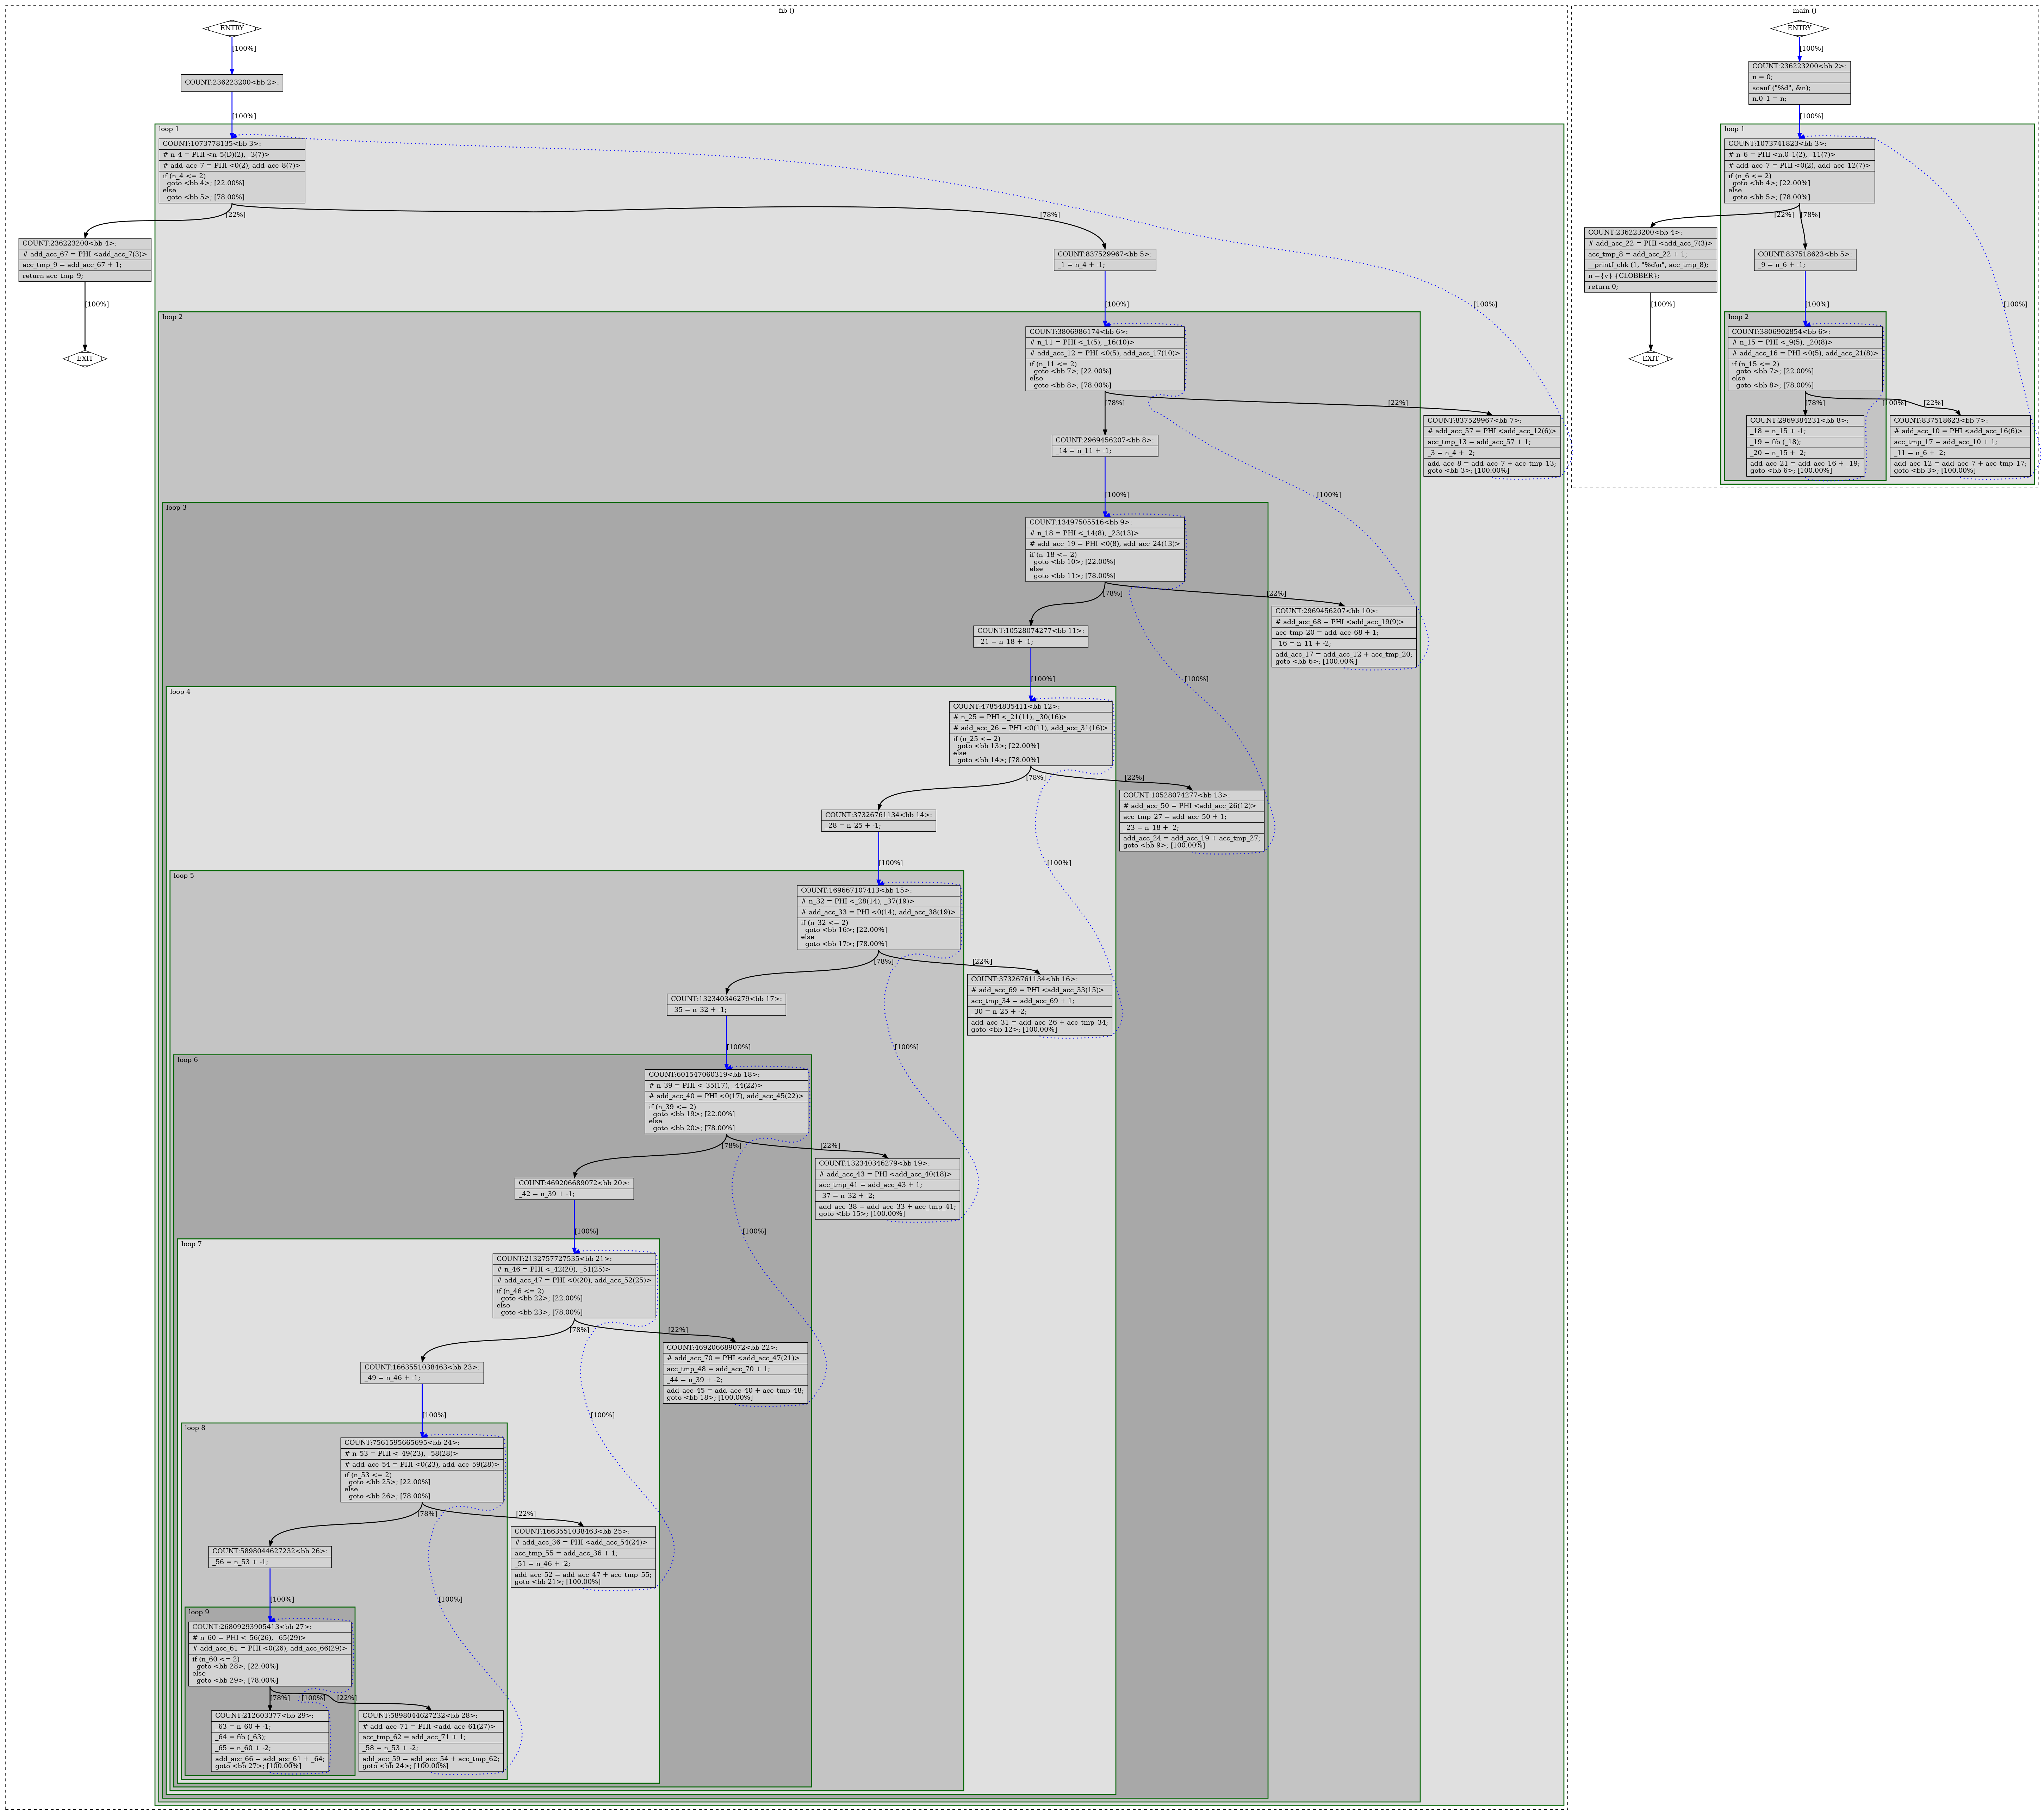 fib ()
ENTRY
[100%]
COUNT:236223200<bb 2>:
[100%]
loop 1
COUNT:1073778135<bb 3>:
# n_4 = PHI <n_5(D)(2), _3(7)>
# add_acc_7 = PHI <0(2), add_acc_8(7)>
if (n_4 <= 2)
goto <bb 4>; [22.00%]
else
goto <bb 5>; [78.00%]
[22%]
[78%]
COUNT:236223200<bb 4>:
# add_acc_67 = PHI <add_acc_7(3)>
acc_tmp_9 = add_acc_67 + 1;
return acc_tmp_9;
[100%]
EXIT
COUNT:837529967<bb 5>:
_1 = n_4 + -1;
[100%]
[100%]
loop 2
COUNT:3806986174<bb 6>:
# n_11 = PHI <_1(5), _16(10)>
# add_acc_12 = PHI <0(5), add_acc_17(10)>
if (n_11 <= 2)
goto <bb 7>; [22.00%]
else
goto <bb 8>; [78.00%]
[78%]
[22%]
COUNT:837529967<bb 7>:
# add_acc_57 = PHI <add_acc_12(6)>
acc_tmp_13 = add_acc_57 + 1;
_3 = n_4 + -2;
add_acc_8 = add_acc_7 + acc_tmp_13;
goto <bb 3>; [100.00%]
COUNT:2969456207<bb 8>:
_14 = n_11 + -1;
[100%]
[100%]
loop 3
COUNT:13497505516<bb 9>:
# n_18 = PHI <_14(8), _23(13)>
# add_acc_19 = PHI <0(8), add_acc_24(13)>
if (n_18 <= 2)
goto <bb 10>; [22.00%]
else
goto <bb 11>; [78.00%]
[78%]
[22%]
COUNT:2969456207<bb 10>:
# add_acc_68 = PHI <add_acc_19(9)>
acc_tmp_20 = add_acc_68 + 1;
_16 = n_11 + -2;
add_acc_17 = add_acc_12 + acc_tmp_20;
goto <bb 6>; [100.00%]
COUNT:10528074277<bb 11>:
_21 = n_18 + -1;
[100%]
[100%]
loop 4
COUNT:47854835411<bb 12>:
# n_25 = PHI <_21(11), _30(16)>
# add_acc_26 = PHI <0(11), add_acc_31(16)>
if (n_25 <= 2)
goto <bb 13>; [22.00%]
else
goto <bb 14>; [78.00%]
[78%]
[22%]
COUNT:10528074277<bb 13>:
# add_acc_50 = PHI <add_acc_26(12)>
acc_tmp_27 = add_acc_50 + 1;
_23 = n_18 + -2;
add_acc_24 = add_acc_19 + acc_tmp_27;
goto <bb 9>; [100.00%]
COUNT:37326761134<bb 14>:
_28 = n_25 + -1;
[100%]
[100%]
loop 5
COUNT:169667107413<bb 15>:
# n_32 = PHI <_28(14), _37(19)>
# add_acc_33 = PHI <0(14), add_acc_38(19)>
if (n_32 <= 2)
goto <bb 16>; [22.00%]
else
goto <bb 17>; [78.00%]
[78%]
[22%]
COUNT:37326761134<bb 16>:
# add_acc_69 = PHI <add_acc_33(15)>
acc_tmp_34 = add_acc_69 + 1;
_30 = n_25 + -2;
add_acc_31 = add_acc_26 + acc_tmp_34;
goto <bb 12>; [100.00%]
COUNT:132340346279<bb 17>:
_35 = n_32 + -1;
[100%]
[100%]
loop 6
COUNT:601547060319<bb 18>:
# n_39 = PHI <_35(17), _44(22)>
# add_acc_40 = PHI <0(17), add_acc_45(22)>
if (n_39 <= 2)
goto <bb 19>; [22.00%]
else
goto <bb 20>; [78.00%]
[78%]
[22%]
COUNT:132340346279<bb 19>:
# add_acc_43 = PHI <add_acc_40(18)>
acc_tmp_41 = add_acc_43 + 1;
_37 = n_32 + -2;
add_acc_38 = add_acc_33 + acc_tmp_41;
goto <bb 15>; [100.00%]
COUNT:469206689072<bb 20>:
_42 = n_39 + -1;
[100%]
[100%]
loop 7
COUNT:2132757727535<bb 21>:
# n_46 = PHI <_42(20), _51(25)>
# add_acc_47 = PHI <0(20), add_acc_52(25)>
if (n_46 <= 2)
goto <bb 22>; [22.00%]
else
goto <bb 23>; [78.00%]
[78%]
[22%]
COUNT:469206689072<bb 22>:
# add_acc_70 = PHI <add_acc_47(21)>
acc_tmp_48 = add_acc_70 + 1;
_44 = n_39 + -2;
add_acc_45 = add_acc_40 + acc_tmp_48;
goto <bb 18>; [100.00%]
COUNT:1663551038463<bb 23>:
_49 = n_46 + -1;
[100%]
[100%]
loop 8
COUNT:7561595665695<bb 24>:
# n_53 = PHI <_49(23), _58(28)>
# add_acc_54 = PHI <0(23), add_acc_59(28)>
if (n_53 <= 2)
goto <bb 25>; [22.00%]
else
goto <bb 26>; [78.00%]
[78%]
[22%]
COUNT:1663551038463<bb 25>:
# add_acc_36 = PHI <add_acc_54(24)>
acc_tmp_55 = add_acc_36 + 1;
_51 = n_46 + -2;
add_acc_52 = add_acc_47 + acc_tmp_55;
goto <bb 21>; [100.00%]
COUNT:5898044627232<bb 26>:
_56 = n_53 + -1;
[100%]
[100%]
loop 9
COUNT:26809293905413<bb 27>:
# n_60 = PHI <_56(26), _65(29)>
# add_acc_61 = PHI <0(26), add_acc_66(29)>
if (n_60 <= 2)
goto <bb 28>; [22.00%]
else
goto <bb 29>; [78.00%]
[78%]
[100%]
[22%]
COUNT:212603377<bb 29>:
_63 = n_60 + -1;
_64 = fib (_63);
_65 = n_60 + -2;
add_acc_66 = add_acc_61 + _64;
goto <bb 27>; [100.00%]
COUNT:5898044627232<bb 28>:
# add_acc_71 = PHI <add_acc_61(27)>
acc_tmp_62 = add_acc_71 + 1;
_58 = n_53 + -2;
add_acc_59 = add_acc_54 + acc_tmp_62;
goto <bb 24>; [100.00%]
main ()
ENTRY
[100%]
COUNT:236223200<bb 2>:
n = 0;
scanf ("%d", &n);
n.0_1 = n;
[100%]
loop 1
COUNT:1073741823<bb 3>:
# n_6 = PHI <n.0_1(2), _11(7)>
# add_acc_7 = PHI <0(2), add_acc_12(7)>
if (n_6 <= 2)
goto <bb 4>; [22.00%]
else
goto <bb 5>; [78.00%]
[22%]
[78%]
COUNT:236223200<bb 4>:
# add_acc_22 = PHI <add_acc_7(3)>
acc_tmp_8 = add_acc_22 + 1;
__printf_chk (1, "%d\n", acc_tmp_8);
n ={v} {CLOBBER};
return 0;
[100%]
EXIT
COUNT:837518623<bb 5>:
_9 = n_6 + -1;
[100%]
[100%]
loop 2
COUNT:3806902854<bb 6>:
# n_15 = PHI <_9(5), _20(8)>
# add_acc_16 = PHI <0(5), add_acc_21(8)>
if (n_15 <= 2)
goto <bb 7>; [22.00%]
else
goto <bb 8>; [78.00%]
[78%]
[100%]
[22%]
COUNT:2969384231<bb 8>:
_18 = n_15 + -1;
_19 = fib (_18);
_20 = n_15 + -2;
add_acc_21 = add_acc_16 + _19;
goto <bb 6>; [100.00%]
COUNT:837518623<bb 7>:
# add_acc_10 = PHI <add_acc_16(6)>
acc_tmp_17 = add_acc_10 + 1;
_11 = n_6 + -2;
add_acc_12 = add_acc_7 + acc_tmp_17;
goto <bb 3>; [100.00%]